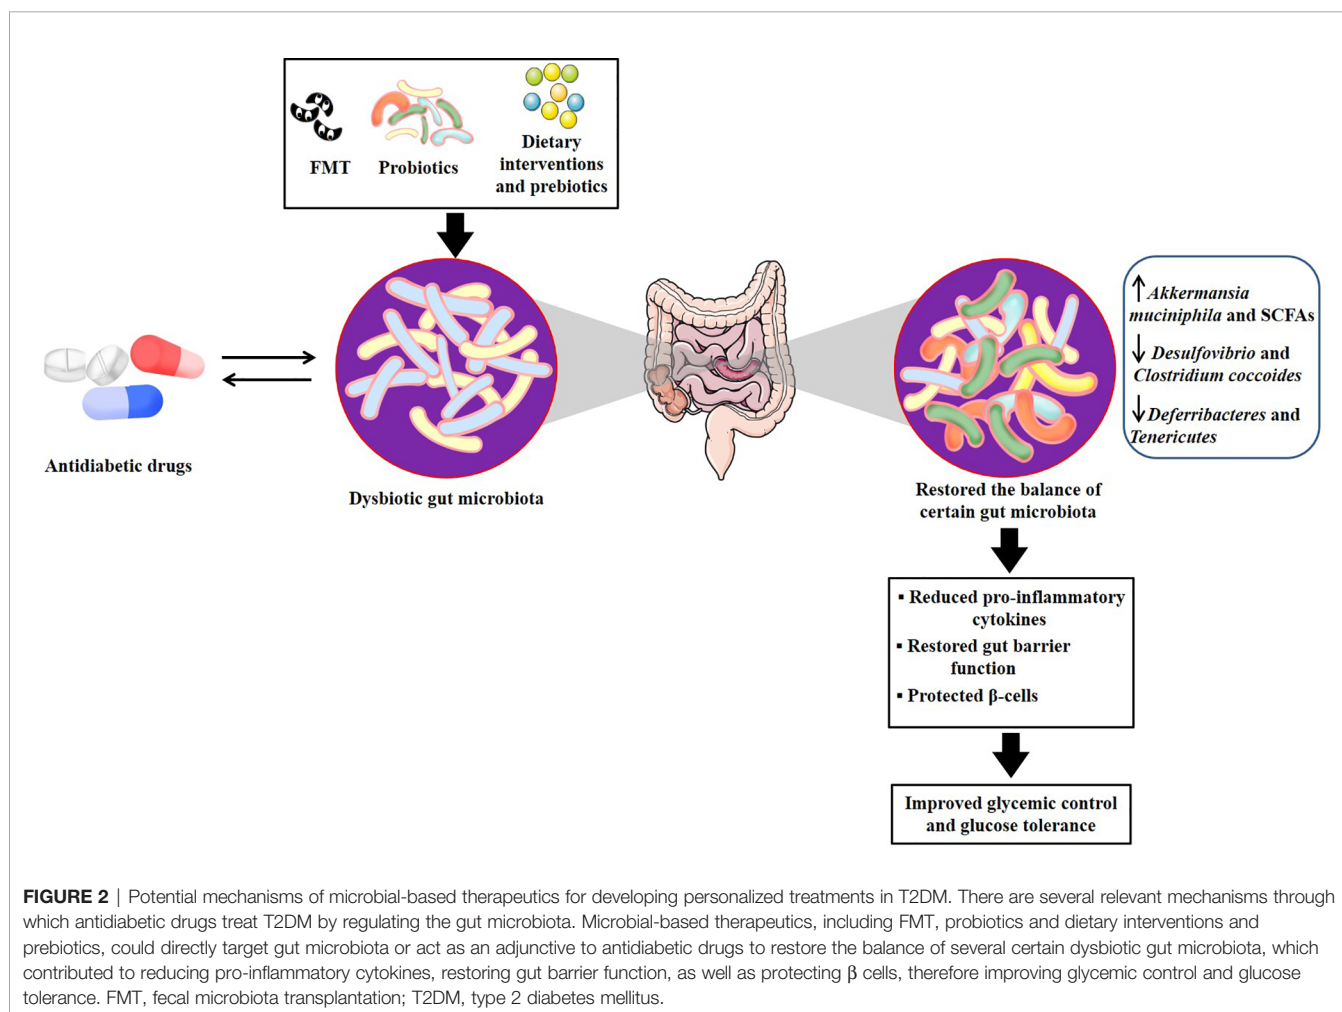 FMT
Probiotics
Dietary
interventions
and prebiotics
Antidiabetic drugs
Dysbiotic gut microbiota
Restored the balance of
certain gut microbiota
↑ Akkermansia
muciniphila and SCFAs
↓ Desulfovibrio and
Clostridium coccoides
↓ Deferribacteres and
Tenericutes
▪ Reduced pro-inflammatory
cytokines
▪ Restored gut barrier
function
▪ Protected β-cells
Improved glycemic control
and glucose tolerance
FIGURE 2 | Potential mechanisms of microbial-based therapeutics for developing personalized treatments in T2DM. There are several relevant mechanisms through
which antidiabetic drugs treat T2DM by regulating the gut microbiota. Microbial-based therapeutics, including FMT, probiotics and dietary interventions and
prebiotics, could directly target gut microbiota or act as an adjunctive to antidiabetic drugs to restore the balance of several certain dysbiotic gut microbiota, which
contributed to reducing pro-inflammatory cytokines, restoring gut barrier function, as well as protecting β cells, therefore improving glycemic control and glucose
tolerance. FMT, fecal microbiota transplantation; T2DM, type 2 diabetes mellitus.